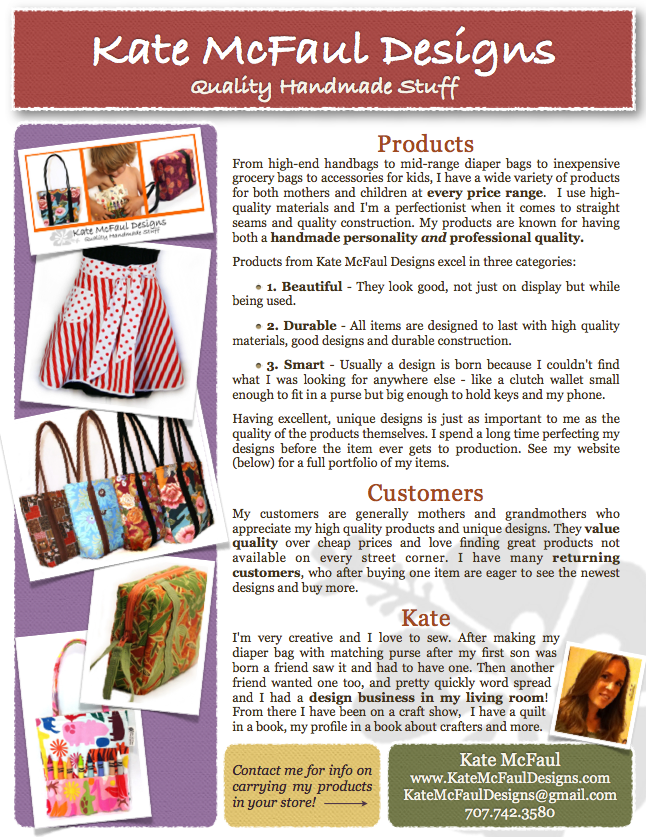 Kate McFaul Designs
Quality Handmade Stuff
Kate McFaul Designs
Quality Handmade Stuff
Products
From high-end handbags to mid-range diaper bags to inexpensive
grocery bags to accessories for kids, I have a wide variety of products
for both mothers and children at every price range. I use high-
quality materials and I'm a perfectionist when it comes to straight
seams and quality construction. My products are known for having
both a handmade personality and professional quality.
Products from Kate McFaul Designs excel in three categories:
• 1. Beautiful - They look good, not just on display but while
being used.
• 2. Durable - All items are designed to last with high quality
materials, good designs and durable construction.
• 3. Smart - Usually a design is born because I couldn't find
what I was looking for anywhere else - like a clutch wallet small
enough to fit in a purse but big enough to hold keys and my phone.
Having excellent, unique designs is just as important to me as the
quality of the products themselves. I spend a long time perfecting my
designs before the item ever gets to production. See my website
(below) for a full portfolio of my items.
Customers
My customers are generally mothers and grandmothers who
appreciate my high quality products and unique designs. They value
quality over cheap prices and love finding great products not
available on every street corner. I have many returning
customers, who after buying one item are eager to see the newest
designs and buy more.
Kate
I'm very creative and I love to sew. After making my
diaper bag with matching purse after my first son was
born a friend saw it and had to have one. Then another
friend wanted one too, and pretty quickly word spread
and I had a design business in my living room!
From there I have been on a craft show, I have a quilt
in a book, my profile in a book about crafters and more.
Contact me for info on
carrying my products
in your store!
Kate McFaul
www.KateMcFaulDesigns.com
KateMcFaulDesigns@gmail.com
707.742.3580